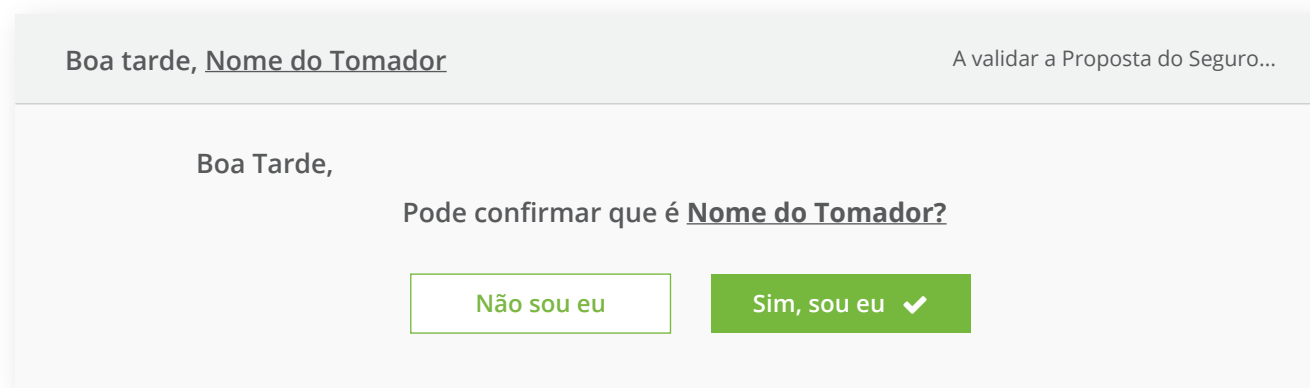 Boa tarde, Nome do Tomador
A validar a Proposta do Seguro...
Boa Tarde,
Pode confirmar que é Nome do Tomador?
Não sou eu
Sim, sou eu